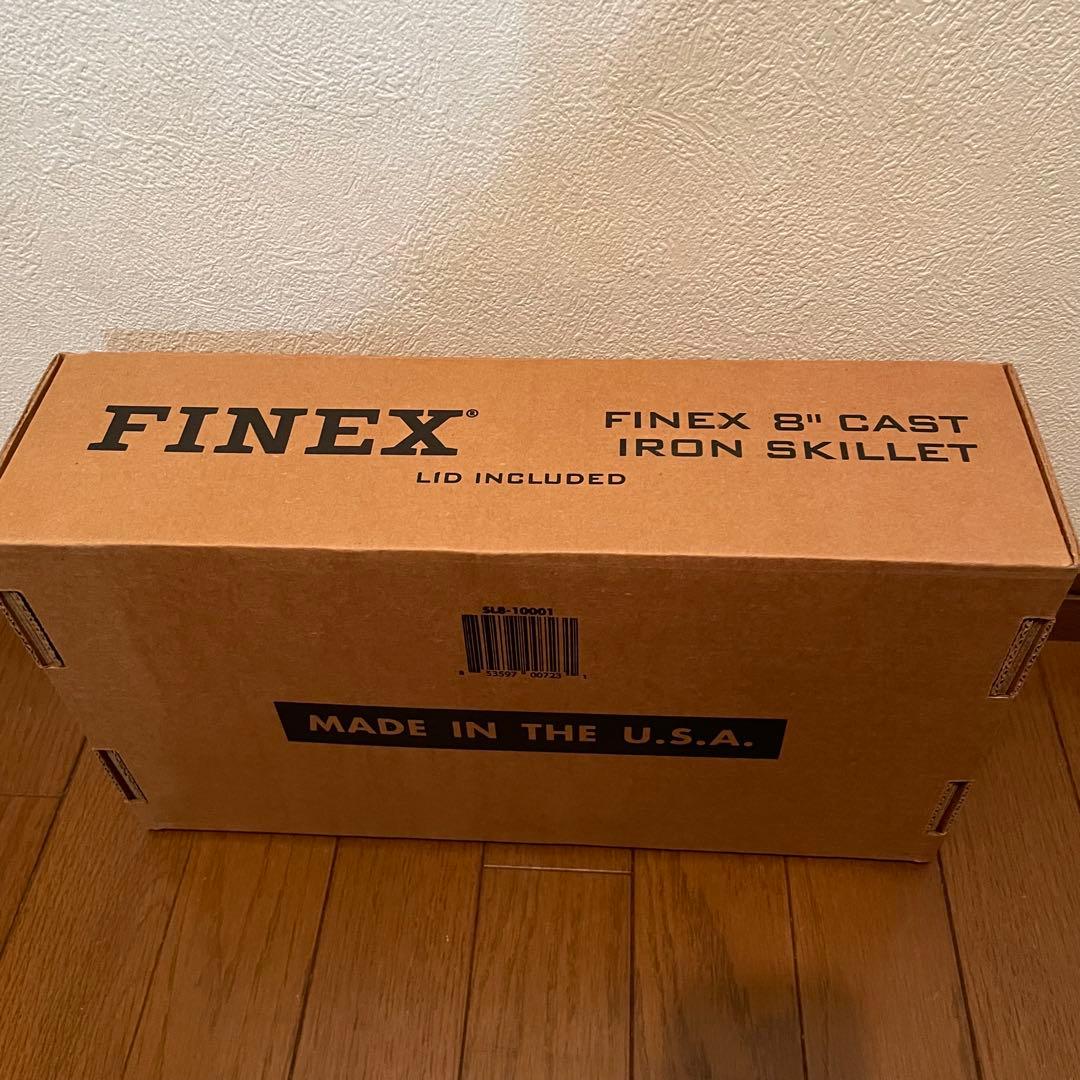 FINEX®
FINEX 8" CAST
IRON SKILLET
LID INCLUDED
SL8-10001
8 53597 00723 1
MADE IN THE U.S.A.